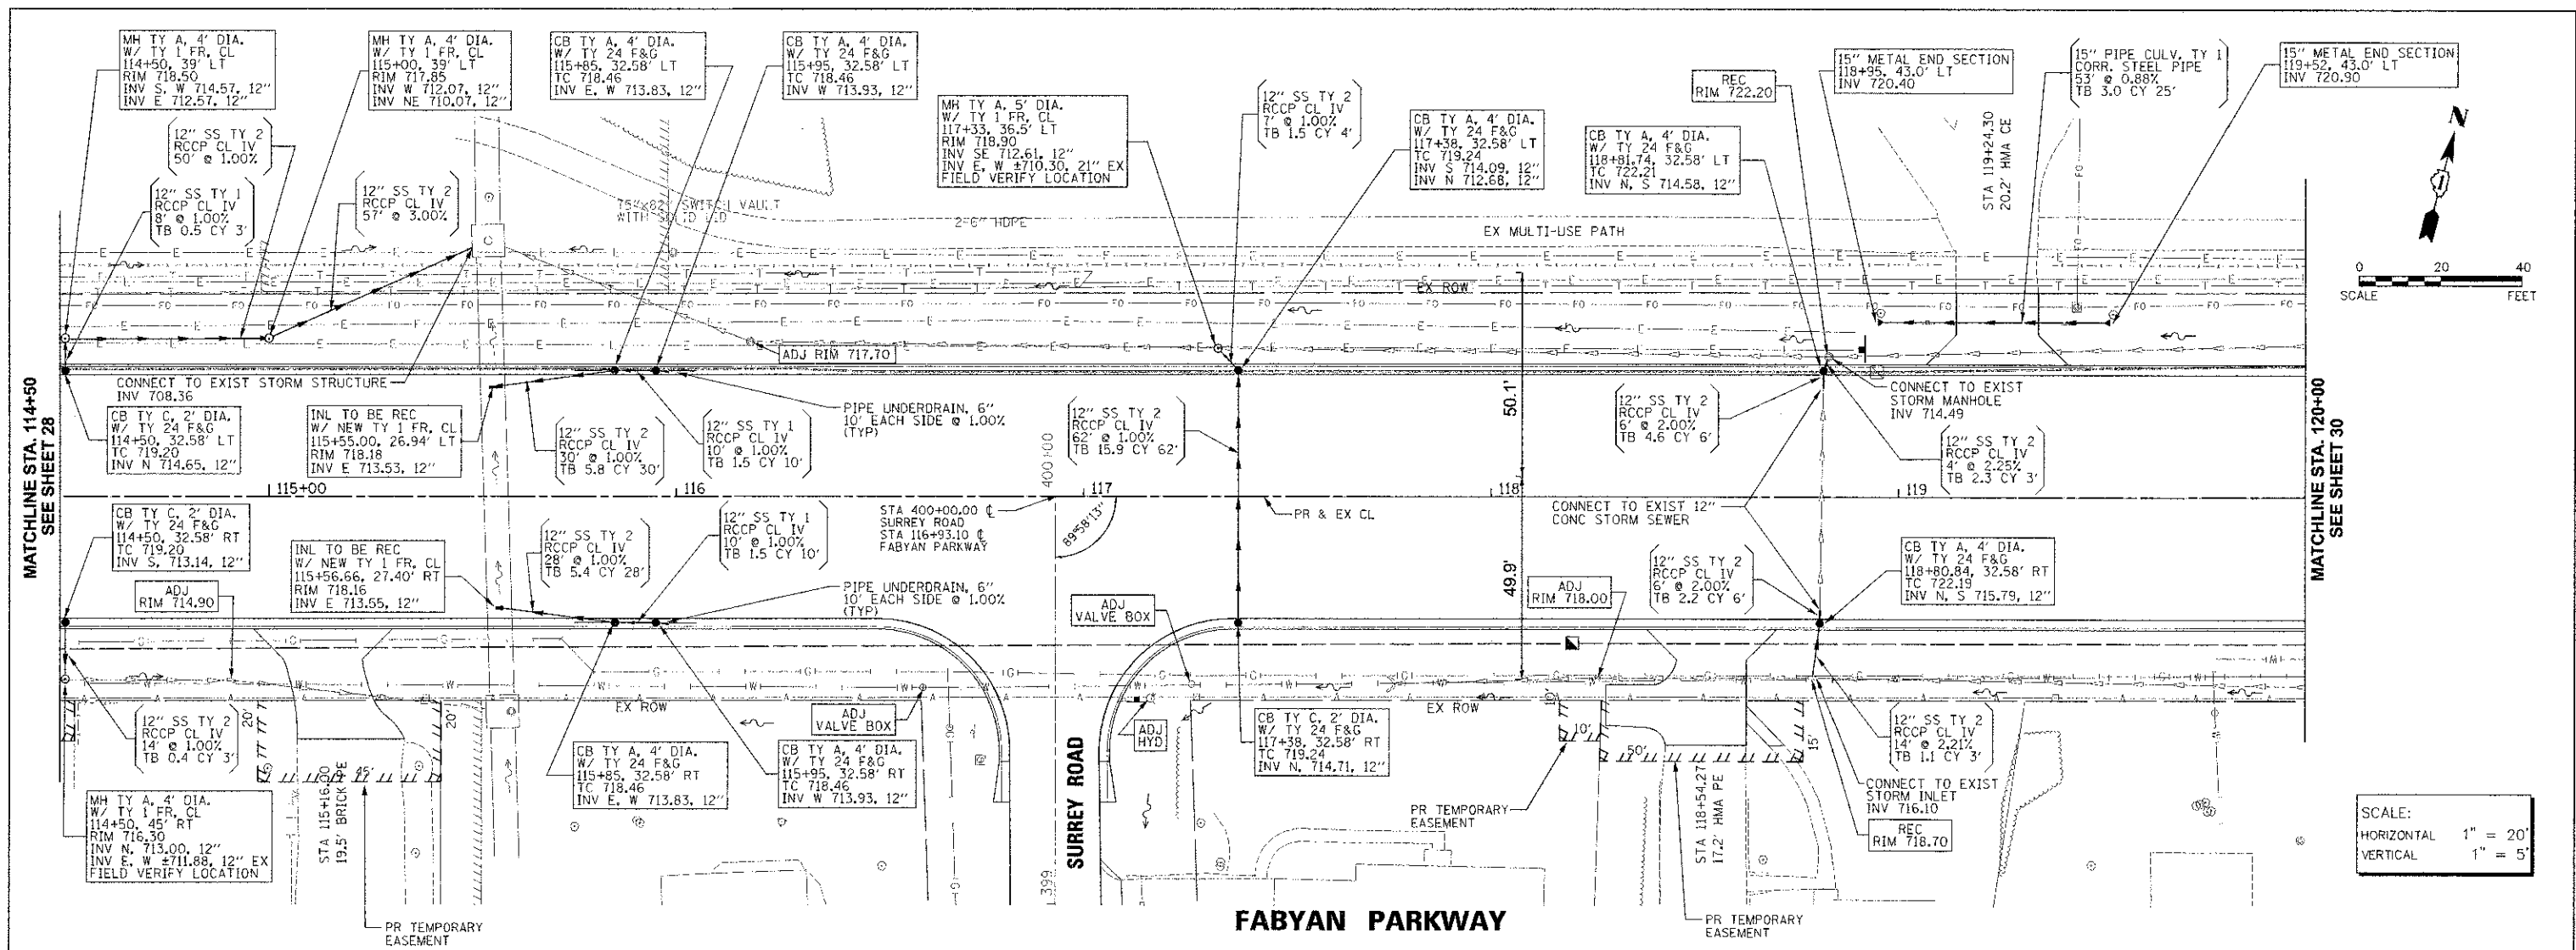 MH TY A, 4' DIA.
W/ TY 1 FR, CL
114+50, 39' LT
RIM 718.50
INV S, W 714.57, 12"
INV E 712.57, 12"
MH TY A, 4' DIA.
W/ TY 1 FR, CL
115+00, 39' LT
RIM 717.85
INV W 712.07, 12"
INV NE 710.07, 12"
CB TY A, 4' DIA.
W/ TY 24 F&G
115+85, 32.58' LT
TC 718.46
INV E, W 713.83, 12"
CB TY A, 4' DIA.
W/ TY 24 F&G
115+95, 32.58' LT
TC 718.46
INV W 713.93, 12"
MH TY A, 5' DIA.
W/ TY 1 FR, CL
117+33, 36.5' LT
RIM 718.90
INV SE 712.61, 12"
INV E, W ±710.30, 21" EX
FIELD VERIFY LOCATION
12" SS TY 2
RCCP CL IV
7' @ 1.00%
TB 1.5 CY 4'
CB TY A, 4' DIA.
W/ TY 24 F&G
117+38, 32.58' LT
TC 719.24
INV S 714.09, 12"
INV N 712.68, 12"
REC
RIM 722.20
CB TY A, 4' DIA.
W/ TY 24 F&G
118+81.74, 32.58' LT
TC 722.21
INV N, S 714.58, 12"
15" METAL END SECTION
118+95, 43.0' LT
INV 720.40
15" PIPE CULV, TY 1
CORR. STEEL PIPE
53' @ 0.88%
TB 3.0 CY 25'
15" METAL END SECTION
119+52, 43.0' LT
INV 720.90
12" SS TY 2
RCCP CL IV
50' @ 1.00%
12" SS TY 1
RCCP CL IV
8' @ 1.00%
TB 0.5 CY 3'
12" SS TY 2
RCCP CL IV
57' @ 3.00%
SWITCH VAULT
2-6" HDPE
EX MULTI-USE PATH
STA 119+24.30
20.2' HMA CE
N
0 20 40
SCALE FEET
EX ROW
ADJ RIM 717.70
CONNECT TO EXIST STORM STRUCTURE
INV 708.36
CB TY C, 2' DIA.
W/ TY 24 F&G
114+50, 32.58' LT
TC 719.20
INV N 714.65, 12"
INL TO BE REC
W/ NEW TY 1 FR, CL
115+55.00, 26.94' LT
RIM 718.18
INV E 713.53, 12"
12" SS TY 2
RCCP CL IV
30' @ 1.00%
TB 5.8 CY 30'
12" SS TY 1
RCCP CL IV
10' @ 1.00%
TB 1.5 CY 10'
PIPE UNDERDRAIN, 6"
10' EACH SIDE @ 1.00%
(TYP)
12" SS TY 2
RCCP CL IV
62' @ 1.00%
TB 15.9 CY 62'
50.1'
12" SS TY 2
RCCP CL IV
6' @ 2.00%
TB 4.6 CY 6'
CONNECT TO EXIST
STORM MANHOLE
INV 714.49
12" SS TY 2
RCCP CL IV
4' @ 2.25%
TB 2.3 CY 3'
MATCHLINE STA. 114+50
SEE SHEET 28
MATCHLINE STA. 120+00
SEE SHEET 30
115+00
116
117
118
119
400+00
STA 400+00.00 ℄
SURREY ROAD
STA 116+93.10 ℄
FABYAN PARKWAY
89°58'13"
PR & EX CL
CONNECT TO EXIST 12"
CONC STORM SEWER
CB TY C, 2' DIA.
W/ TY 24 F&G
114+50, 32.58' RT
TC 719.20
INV S, 713.14, 12"
ADJ
RIM 714.90
INL TO BE REC
W/ NEW TY 1 FR, CL
115+56.66, 27.40' RT
RIM 718.16
INV E 713.55, 12"
12" SS TY 2
RCCP CL IV
28' @ 1.00%
TB 5.4 CY 28'
12" SS TY 1
RCCP CL IV
10' @ 1.00%
TB 1.5 CY 10'
PIPE UNDERDRAIN, 6"
10' EACH SIDE @ 1.00%
(TYP)
ADJ
VALVE BOX
49.9'
ADJ
RIM 718.00
12" SS TY 2
RCCP CL IV
6' @ 2.00%
TB 2.2 CY 6'
CB TY A, 4' DIA.
W/ TY 24 F&G
118+80.84, 32.58' RT
TC 722.19
INV N, S 715.79, 12"
12" SS TY 2
RCCP CL IV
14' @ 1.00%
TB 0.4 CY 3'
20'
45'
20'
EX ROW
ADJ
VALVE BOX
ADJ
HYD
EX ROW
10'
50'
15'
MH TY A, 4' DIA.
W/ TY 1 FR, CL
114+50, 45' RT
RIM 716.30
INV N, 713.00, 12"
INV E, W ±711.88, 12" EX
FIELD VERIFY LOCATION
STA 115+16.00
19.5' BRICK PE
CB TY A, 4' DIA.
W/ TY 24 F&G
115+85, 32.58' RT
TC 718.46
INV E, W 713.83, 12"
CB TY A, 4' DIA.
W/ TY 24 F&G
115+95, 32.58' RT
TC 718.46
INV W 713.93, 12"
SURREY ROAD
399
CB TY C, 2' DIA.
W/ TY 24 F&G
117+38, 32.58' RT
TC 719.24
INV N, 714.71, 12"
PR TEMPORARY
EASEMENT
STA 118+54.27
17.2' HMA PE
12" SS TY 2
RCCP CL IV
14' @ 2.21%
TB 1.1 CY 3'
CONNECT TO EXIST
STORM INLET
INV 716.10
REC
RIM 718.70
SCALE:
HORIZONTAL 1" = 20'
VERTICAL 1" = 5'
PR TEMPORARY
EASEMENT
FABYAN PARKWAY
PR TEMPORARY
EASEMENT